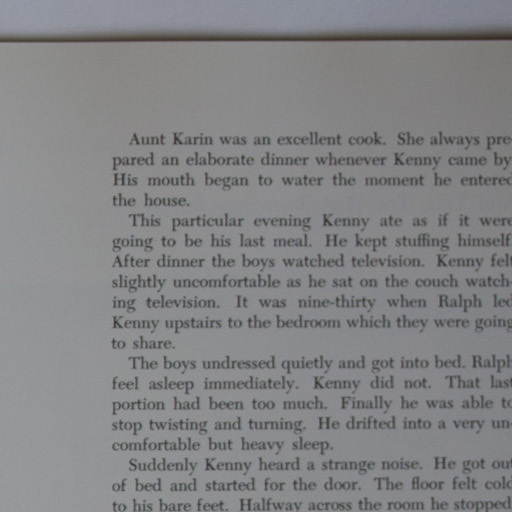 Aunt Karin was an excellent cook. She always pre
pared an elaborate dinner whenever Kenny came by
His mouth began to water the moment he entered
the house.
This particular evening Kenny ate as if it were
going to be his last meal. He kept stuffing himself
After dinner the boys watched television. Kenny felt
slightly uncomfortable as he sat on the couch watch-
ing television. It was nine-thirty when Ralph led
Kenny upstairs to the bedroom which they were going
to share.
The boys undressed quietly and got into bed. Ralph
feel asleep immediately. Kenny did not. That last
portion had been too much. Finally he was able to
stop twisting and turning. He drifted into a very un-
comfortable but heavy sleep.
Suddenly Kenny heard a strange noise. He got out
of bed and started for the door. The floor felt cold
to his bare feet. Halfway across the room he stopped